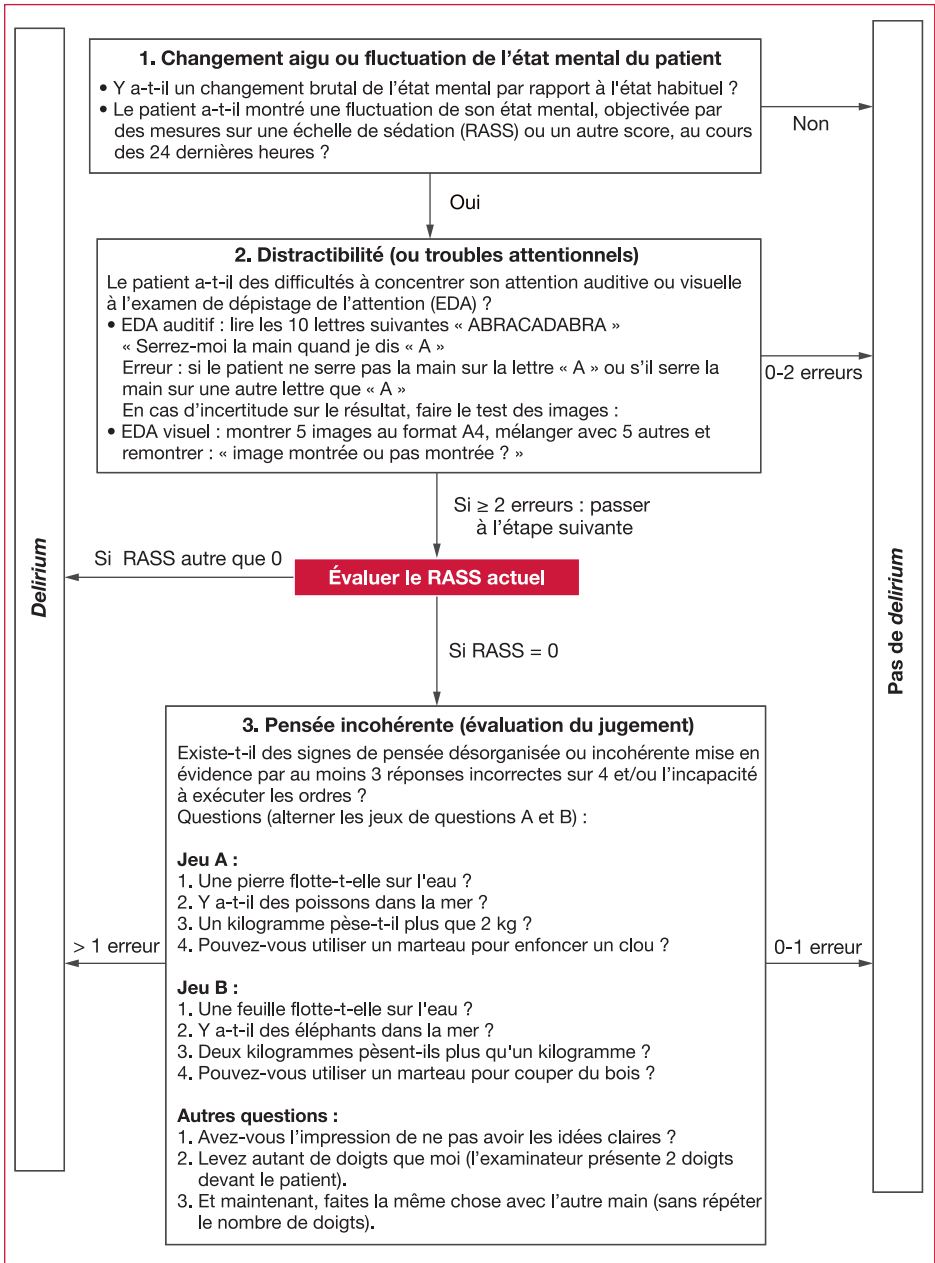 1. Changement aigu ou fluctuation de l'état mental du patient
• Y a-t-il un changement brutal de l'état mental par rapport à l'état habituel ?
• Le patient a-t-il montré une fluctuation de son état mental, objectivée par
des mesures sur une échelle de sédation (RASS) ou un autre score, au cours
des 24 dernières heures ?
Non
Oui
2. Distractibilité (ou troubles attentionnels)
Le patient a-t-il des difficultés à concentrer son attention auditive ou visuelle
à l'examen de dépistage de l'attention (EDA) ?
• EDA auditif : lire les 10 lettres suivantes « ABRACADABRA »
« Serrez-moi la main quand je dis « A »
Erreur : si le patient ne serre pas la main sur la lettre « A » ou s'il serre la
main sur une autre lettre que « A »
En cas d'incertitude sur le résultat, faire le test des images :
• EDA visuel : montrer 5 images au format A4, mélanger avec 5 autres et
remontrer : « image montrée ou pas montrée ? »
0-2 erreurs
Si ≥ 2 erreurs : passer
à l'étape suivante
Si RASS autre que 0
Évaluer le RASS actuel
Si RASS = 0
Delirium
Pas de delirium
3. Pensée incohérente (évaluation du jugement)
Existe-t-il des signes de pensée désorganisée ou incohérente mise en
évidence par au moins 3 réponses incorrectes sur 4 et/ou l'incapacité
à exécuter les ordres ?
Questions (alterner les jeux de questions A et B) :
Jeu A :
1. Une pierre flotte-t-elle sur l'eau ?
2. Y a-t-il des poissons dans la mer ?
3. Un kilogramme pèse-t-il plus que 2 kg ?
4. Pouvez-vous utiliser un marteau pour enfoncer un clou ?
> 1 erreur
0-1 erreur
Jeu B :
1. Une feuille flotte-t-elle sur l'eau ?
2. Y a-t-il des éléphants dans la mer ?
3. Deux kilogrammes pèsent-ils plus qu'un kilogramme ?
4. Pouvez-vous utiliser un marteau pour couper du bois ?
Autres questions :
1. Avez-vous l'impression de ne pas avoir les idées claires ?
2. Levez autant de doigts que moi (l'examinateur présente 2 doigts
devant le patient).
3. Et maintenant, faites la même chose avec l'autre main (sans répéter
le nombre de doigts).